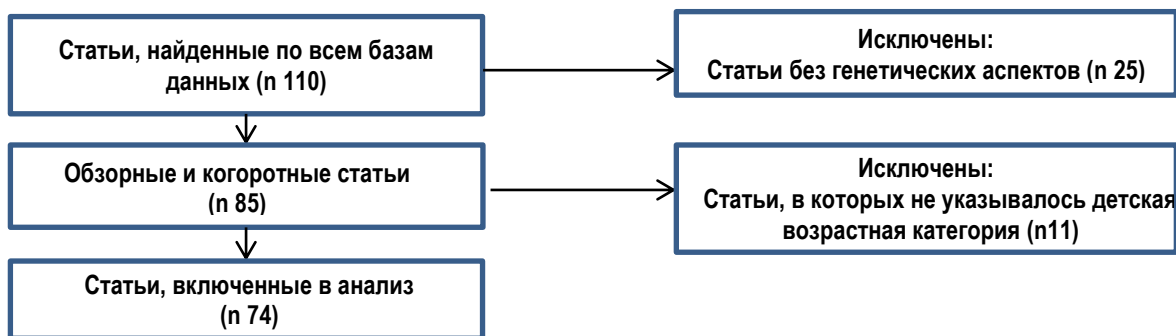 Статьи, найденные по всем базам
данных (n 110)
Исключены:
Статьи без генетических аспектов (n 25)
Обзорные и когоротные статьи
(n 85)
Исключены:
Статьи, в которых не указывалось детская
возрастная категория (n11)
Статьи, включенные в анализ
(n 74)